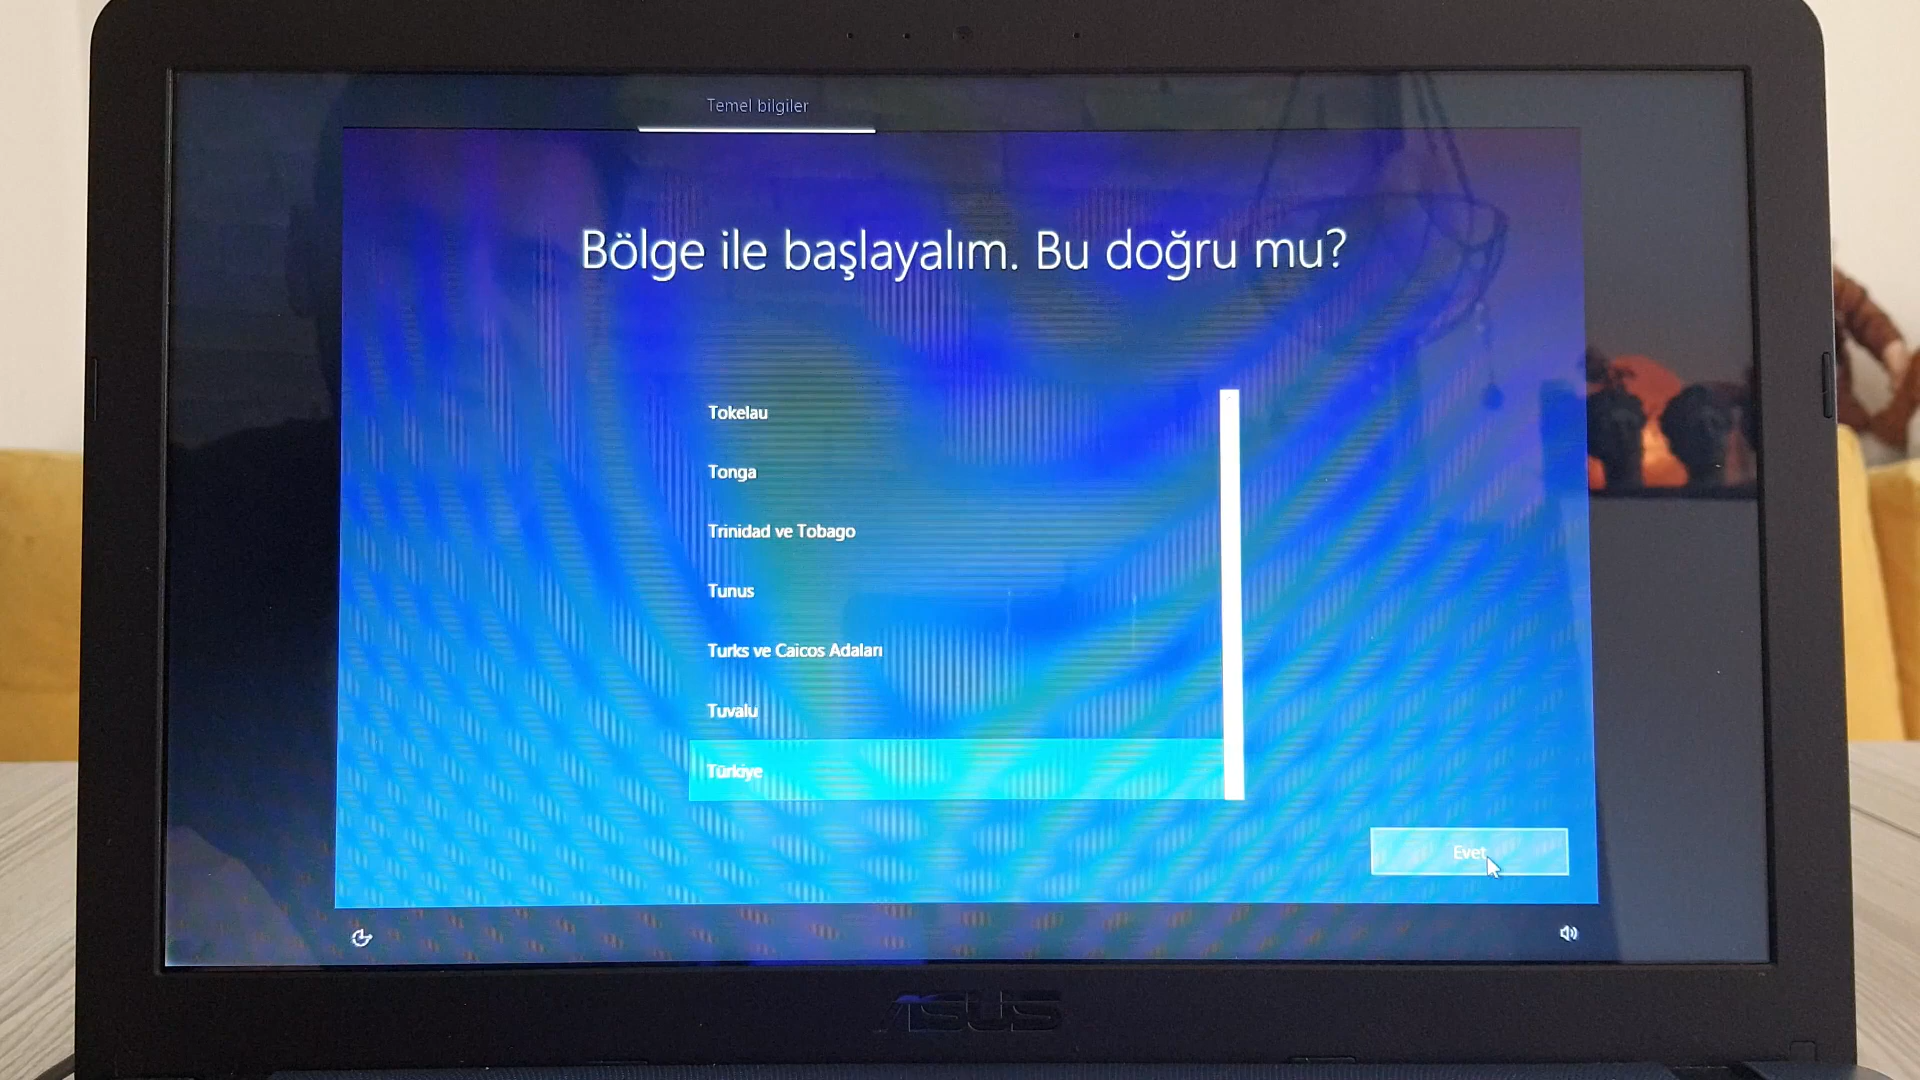 Temel bilgiler
Bölge ile başlayalım. Bu doğru mu?
Tokelau
Tonga
Trinidad ve Tobago
Tunus
Turks ve Caicos Adaları
Tuvalu
Türkiye
Evet
ASUS